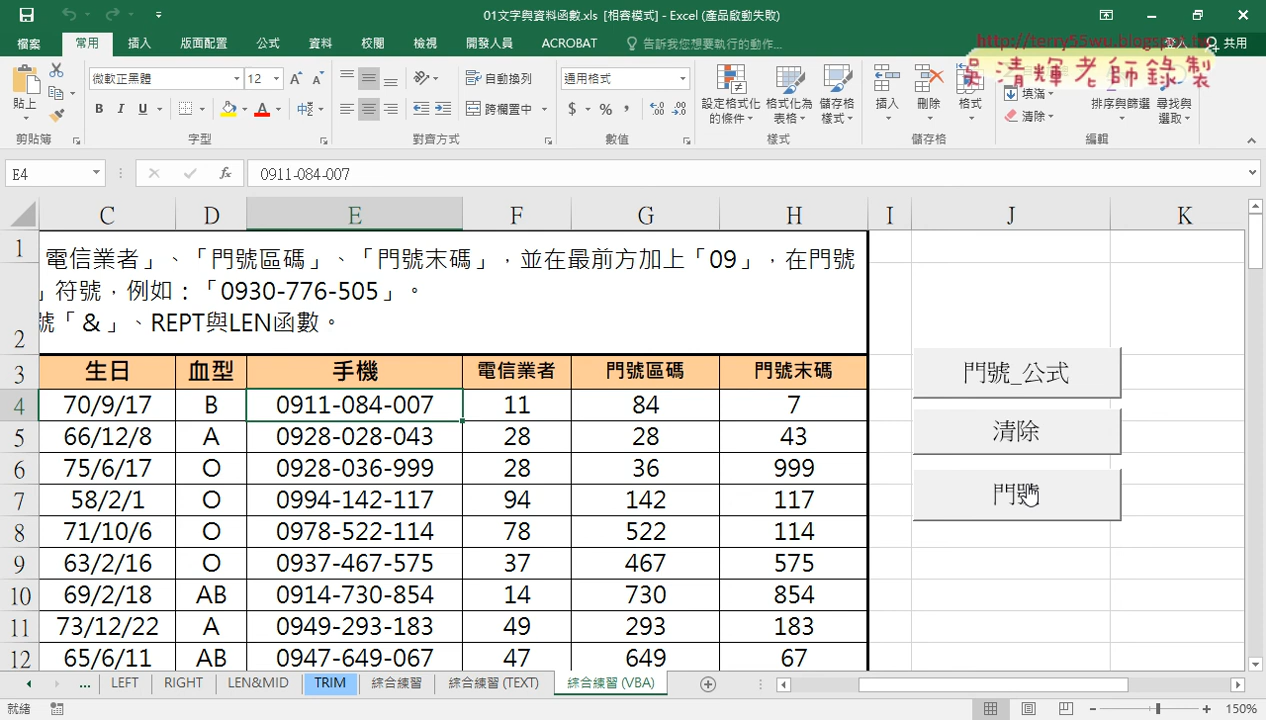 01文字與資料函數.xls [相容模式] - Excel (產品啟動失敗)
檔案 常用 插入 版面配置 公式 資料 校閱 檢視 開發人員 ACROBAT 告訴我您想要執行的動作... 登入 共用
http://terry55wu.blogspot.tw
吳清輝老師錄製
微軟正黑體 12 自動換列 通用格式
貼上 B I U A 中 跨欄置中 $ % 設定格式化的條件 格式化為表格 儲存格樣式 插入 刪除 格式 填滿 清除 排序與篩選 尋找與選取
剪貼簿 字型 對齊方式 數值 樣式 儲存格 編輯
E4 fx 0911-084-007
C D E F G H I J K
1 電信業者」、「門號區碼」、「門號末碼」，並在最前方加上「09」，在門號
」符號，例如：「0930-776-505」。
2 號「&」、REPT與LEN函數。
3 生日 血型 手機 電信業者 門號區碼 門號末碼
4 70/9/17 B 0911-084-007 11 84 7
5 66/12/8 A 0928-028-043 28 28 43
6 75/6/17 O 0928-036-999 28 36 999
7 58/2/1 O 0994-142-117 94 142 117
8 71/10/6 O 0978-522-114 78 522 114
9 63/2/16 O 0937-467-575 37 467 575
10 69/2/18 AB 0914-730-854 14 730 854
11 73/12/22 A 0949-293-183 49 293 183
12 65/6/11 AB 0947-649-067 47 649 67
門號_公式
清除
門號
... LEFT RIGHT LEN&MID TRIM 綜合練習 綜合練習 (TEXT) 綜合練習 (VBA)
就緒 150%